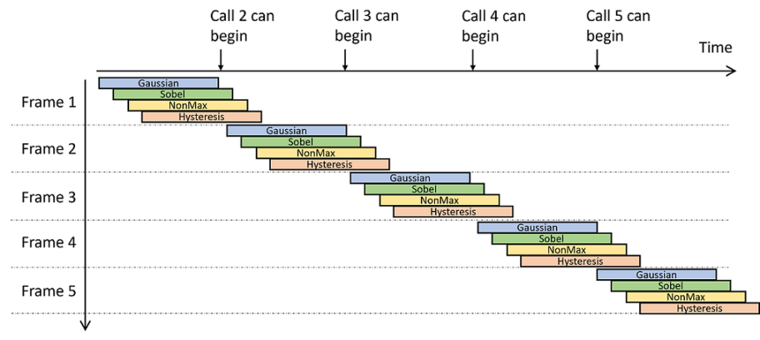 Call 2 can
begin
Call 3 can
begin
Call 4 can
begin
Call 5 can
begin
Time
Frame 1
Gaussian
Sobel
NonMax
Hysteresis
Frame 2
Gaussian
Sobel
NonMax
Hysteresis
Frame 3
Gaussian
Sobel
NonMax
Hysteresis
Frame 4
Gaussian
Sobel
NonMax
Hysteresis
Frame 5
Gaussian
Sobel
NonMax
Hysteresis